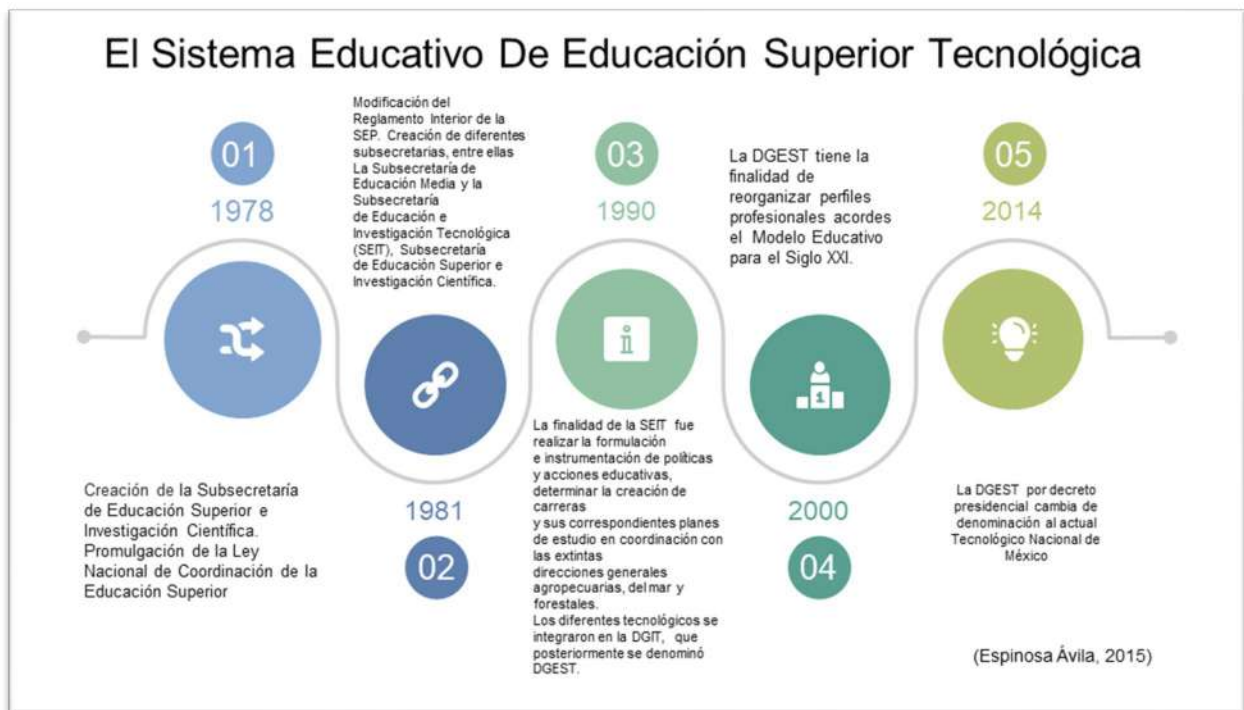 El Sistema Educativo De Educación Superior Tecnológica
01
1978
Creación de la Subsecretaría
de Educación Superior e
Investigación Científica.
Promulgación de la Ley
Nacional de Coordinación de la
Educación Superior
Modificación del
Reglamento Interior de la
SEP. Creación de diferentes
subsecretarias, entre ellas
La Subsecretaría de
Educación Media y la
Subsecretaría
de Educación e
Investigación Tecnológica
(SEIT), Subsecretaría
de Educación Superior e
Investigación Científica.
1981
02
03
1990
i
La finalidad de la SEIT fue
realizar la formulación
e instrumentación de políticas
y acciones educativas,
determinar la creación de
carreras
y sus correspondientes planes
de estudio en coordinación con
las extintas
direcciones generales
agropecuarias, del mar y
forestales.
Los diferentes tecnológicos se
integraron en la DGIT, que
posteriormente se denominó
DGEST.
La DGEST tiene la
finalidad de
reorganizar perfiles
profesionales acordes
el Modelo Educativo
para el Siglo XXI.
1
2000
04
05
2014
La DGEST por decreto
presidencial cambia de
denominación al actual
Tecnológico Nacional de
México
(Espinosa Ávila, 2015)